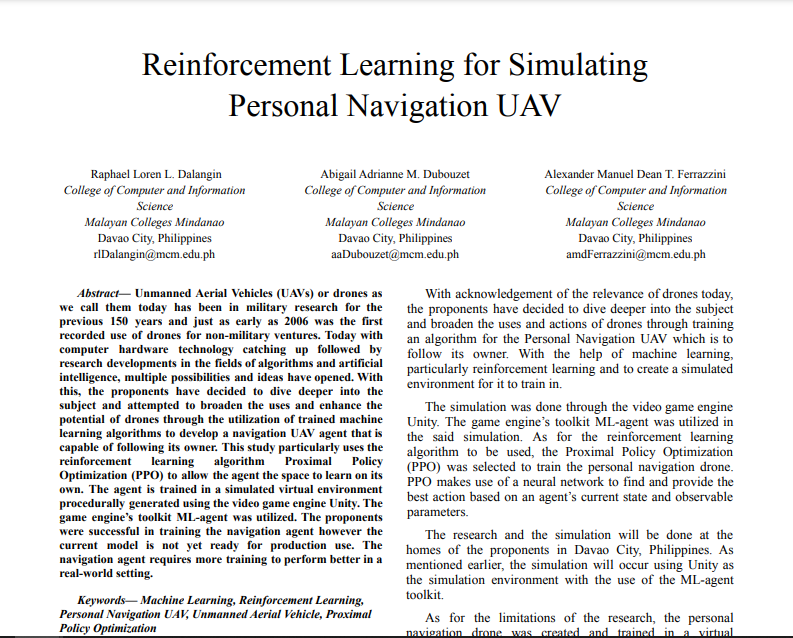 Reinforcement Learning for Simulating
Personal Navigation UAV
Raphael Loren L. Dalangin
College of Computer and Information
Science
Malayan Colleges Mindanao
Davao City, Philippines
rlDalangin@mcm.edu.ph
Abigail Adrianne M. Dubouzet
College of Computer and Information
Science
Malayan Colleges Mindanao
Davao City, Philippines
aaDubouzet@mcm.edu.ph
Alexander Manuel Dean T. Ferrazzini
College of Computer and Information
Science
Malayan Colleges Mindanao
Davao City, Philippines
amdFerrazzini@mcm.edu.ph
Abstract— Unmanned Aerial Vehicles (UAVs) or drones as
we call them today has been in military research for the
previous 150 years and just as early as 2006 was the first
recorded use of drones for non-military ventures. Today with
computer hardware technology catching up followed by
research developments in the fields of algorithms and artificial
intelligence, multiple possibilities and ideas have opened. With
this, the proponents have decided to dive deeper into the
subject and attempted to broaden the uses and enhance the
potential of drones through the utilization of trained machine
learning algorithms to develop a navigation UAV agent that is
capable of following its owner. This study particularly uses the
reinforcement learning algorithm Proximal Policy
Optimization (PPO) to allow the agent the space to learn on its
own. The agent is trained in a simulated virtual environment
procedurally generated using the video game engine Unity. The
game engine's toolkit ML-agent was utilized. The proponents
were successful in training the navigation agent however the
current model is not yet ready for production use. The
navigation agent requires more training to perform better in a
real-world setting.
Keywords— Machine Learning, Reinforcement Learning,
Personal Navigation UAV, Unmanned Aerial Vehicle, Proximal
Policy Optimization
With acknowledgement of the relevance of drones today,
the proponents have decided to dive deeper into the subject
and broaden the uses and actions of drones through training
an algorithm for the Personal Navigation UAV which is to
follow its owner. With the help of machine learning,
particularly reinforcement learning and to create a simulated
environment for it to train in.
The simulation was done through the video game engine
Unity. The game engine's toolkit ML-agent was utilized in
the said simulation. As for the reinforcement learning
algorithm to be used, the Proximal Policy Optimization
(PPO) was selected to train the personal navigation drone.
PPO makes use of a neural network to find and provide the
best action based on an agent's current state and observable
parameters.
The research and the simulation will be done at the
homes of the proponents in Davao City, Philippines. As
mentioned earlier, the simulation will occur using Unity as
the simulation environment with the use of the ML-agent
toolkit.
As for the limitations of the research, the personal
navigation drone was created and trained in a virtual